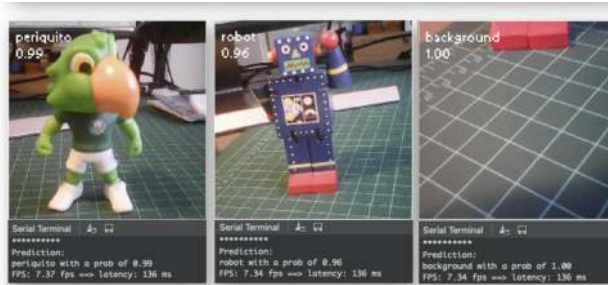 periquito
0.99
robot
0.96
background
1.00
Serial Terminal
**********
Prediction:
periquito with a prob of 0.99
FPS: 7.37 fps ==> latency: 136 ms
Serial Terminal
**********
Prediction:
robot with a prob of 0.96
FPS: 7.34 fps ==> latency: 136 ms
Serial Terminal
**********
Prediction:
background with a prob of 1.00
FPS: 7.34 fps ==> latency: 136 ms